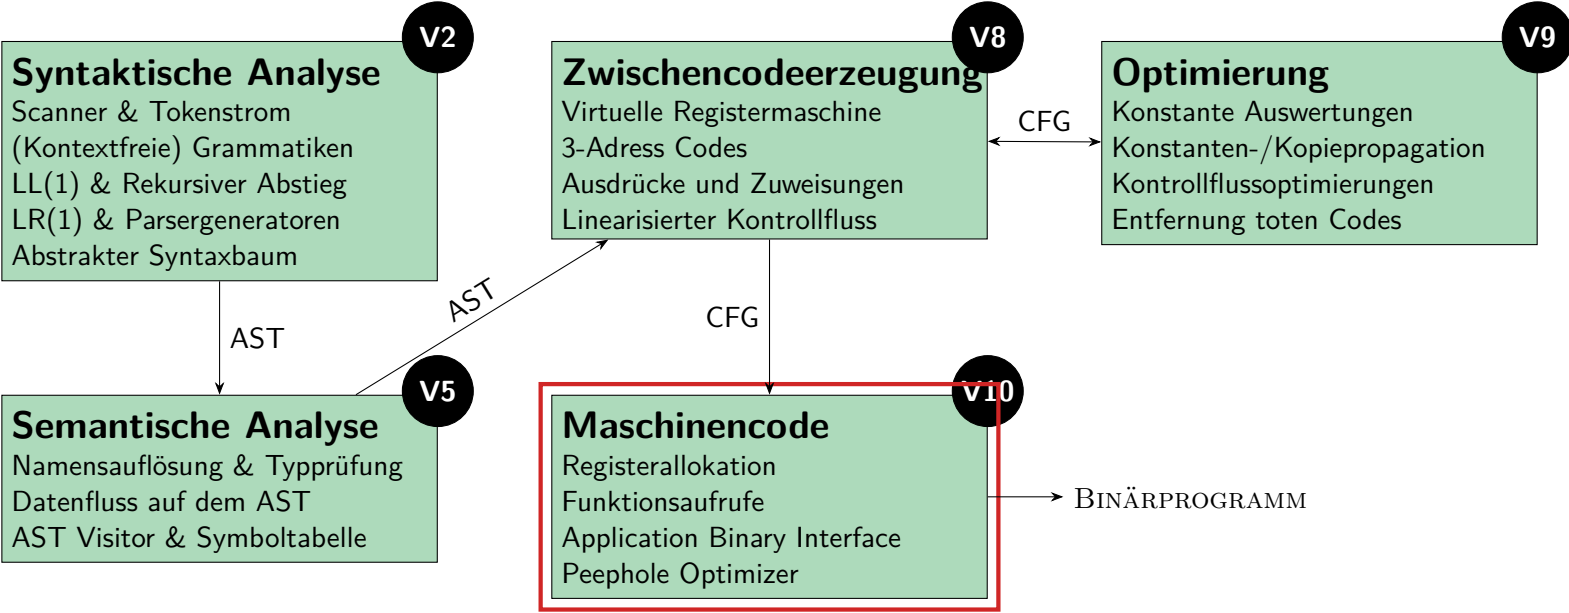 V2
Syntaktische Analyse
Scanner & Tokenstrom
(Kontextfreie) Grammatiken
LL(1) & Rekursiver Abstieg
LR(1) & Parsergeneratoren
Abstrakter Syntaxbaum
AST
V5
Semantische Analyse
Namensauflösung & Typprüfung
Datenfluss auf dem AST
AST Visitor & Symboltabelle
AST
V8
Zwischencodeerzeugung
Virtuelle Registermaschine
3-Adress Codes
Ausdrücke und Zuweisungen
Linearisierter Kontrollfluss
CFG
V9
Optimierung
Konstante Auswertungen
Konstanten-/Kopiepropagation
Kontrollflussoptimierungen
Entfernung toten Codes
CFG
V10
Maschinencode
Registerallokation
Funktionsaufrufe
Application Binary Interface
Peephole Optimizer
BINÄRPROGRAMM